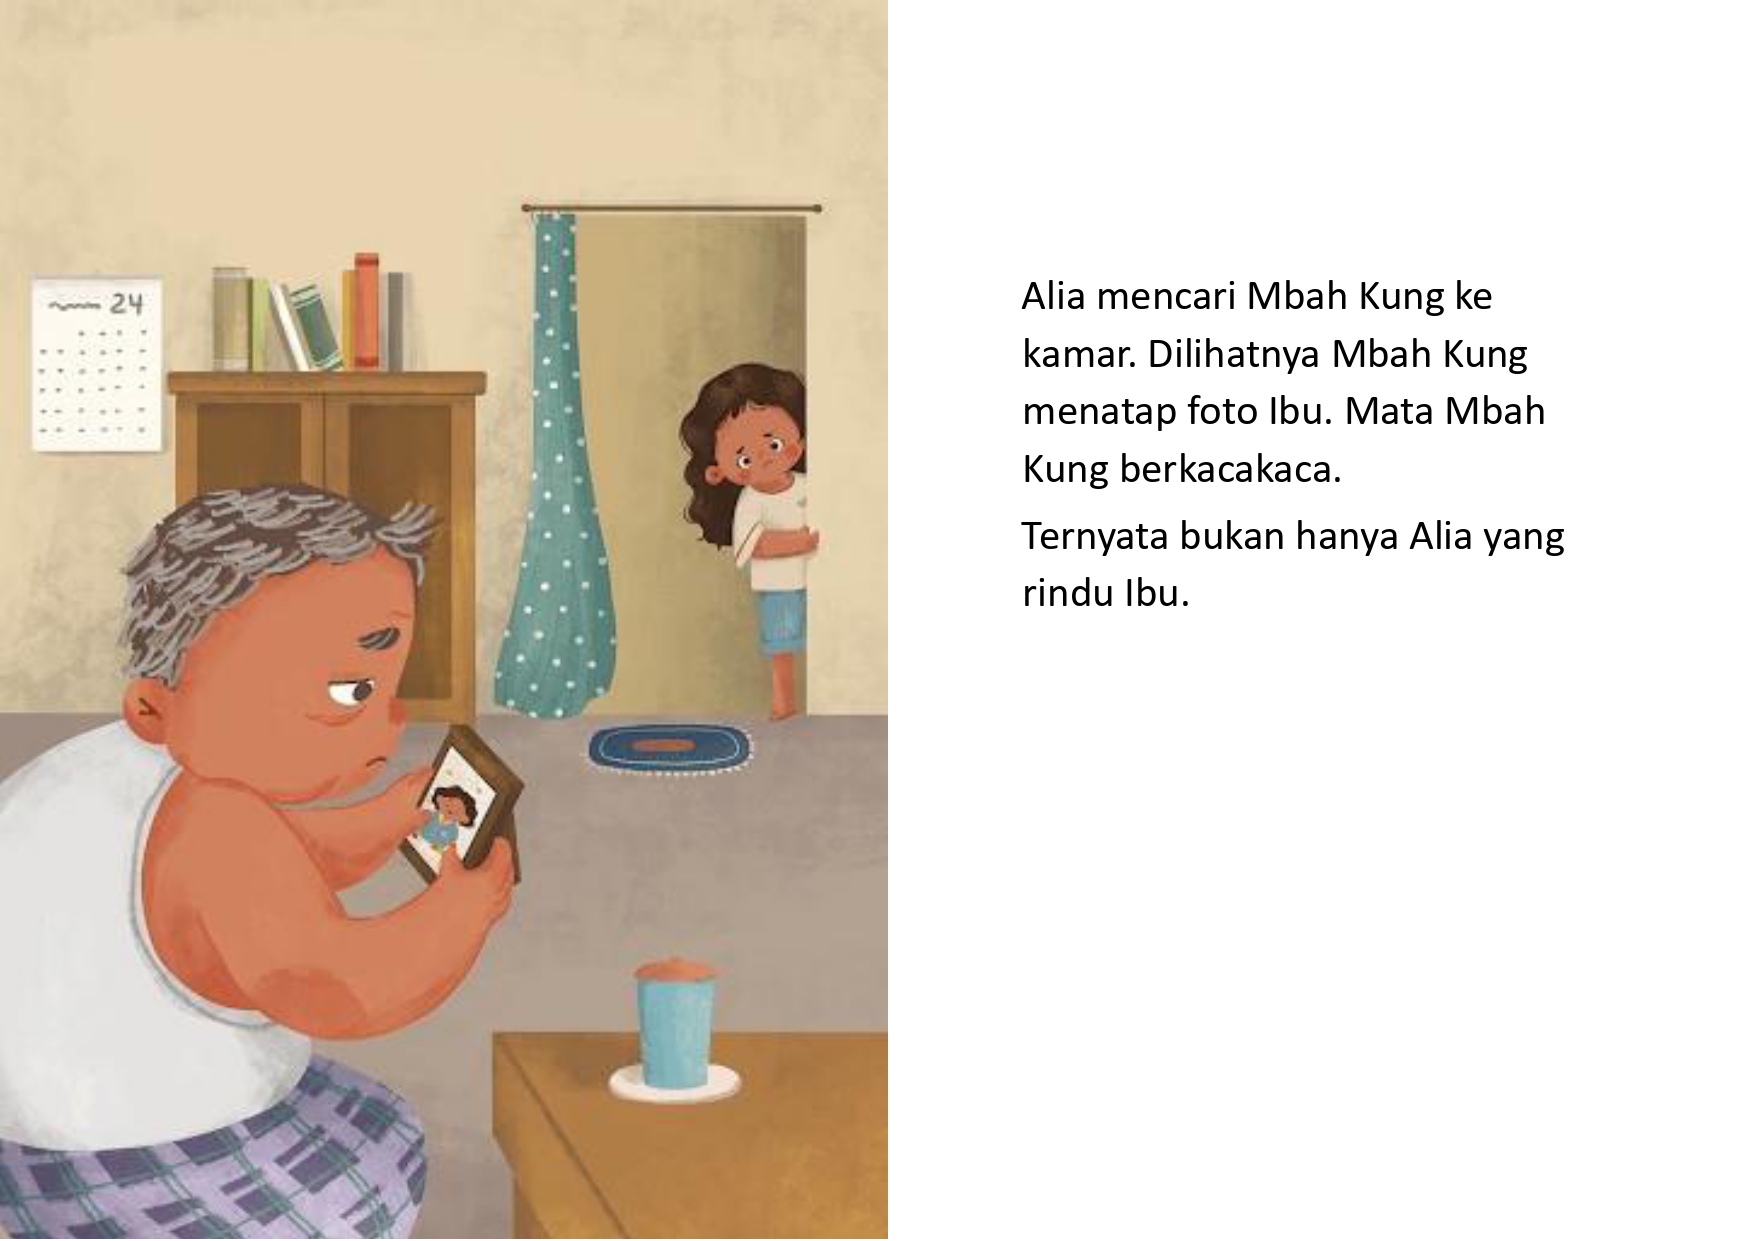 24
Alia mencari Mbah Kung ke
kamar. Dilihatnya Mbah Kung
menatap foto Ibu. Mata Mbah
Kung berkacakaca.
Ternyata bukan hanya Alia yang
rindu Ibu.